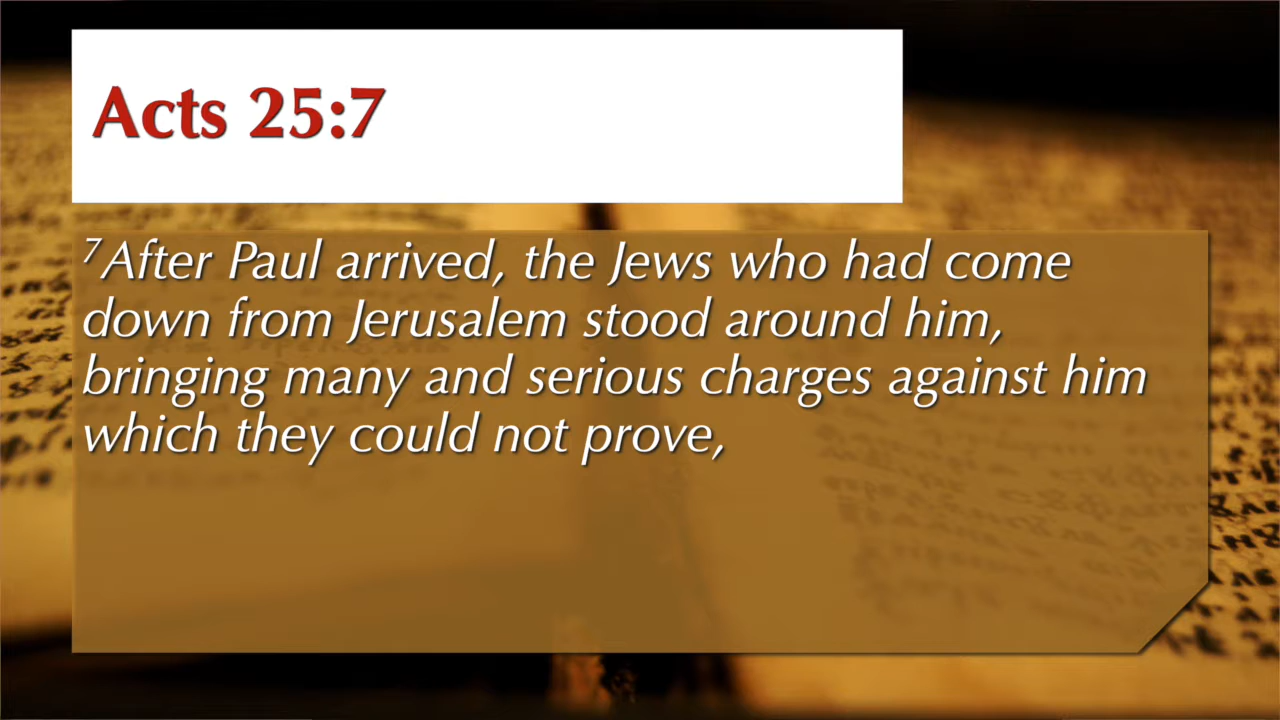 Acts 25:7
⁷After Paul arrived, the Jews who had come
down from Jerusalem stood around him,
bringing many and serious charges against him
which they could not prove,